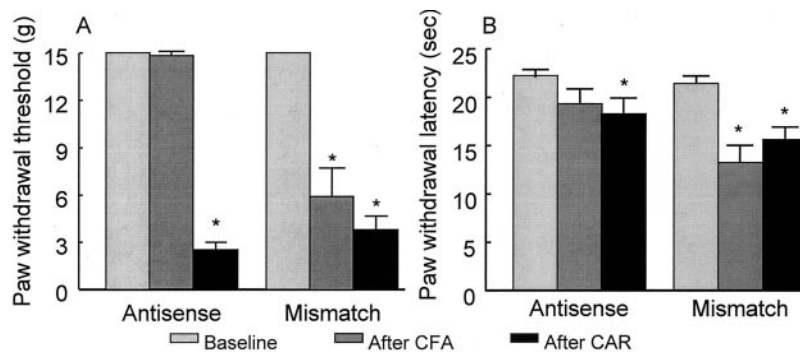 A
Paw withdrawal threshold (g)
15
12
9
6
3
0
*
*
*
Antisense
Mismatch
B
Paw withdrawal latency (sec)
25
20
15
10
5
0
*
*
*
Antisense
Mismatch
Baseline
After CFA
After CAR